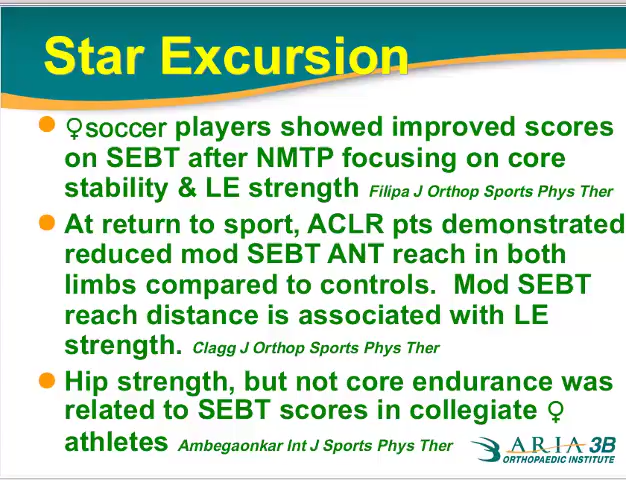 Star Excursion
♀soccer players showed improved scores
on SEBT after NMTP focusing on core
stability & LE strength Filipa J Orthop Sports Phys Ther
At return to sport, ACLR pts demonstrated
reduced mod SEBT ANT reach in both
limbs compared to controls.  Mod SEBT
reach distance is associated with LE
strength. Clagg J Orthop Sports Phys Ther
Hip strength, but not core endurance was
related to SEBT scores in collegiate ♀
athletes Ambegaonkar Int J Sports Phys Ther
ARIA 3B
ORTHOPAEDIC INSTITUTE